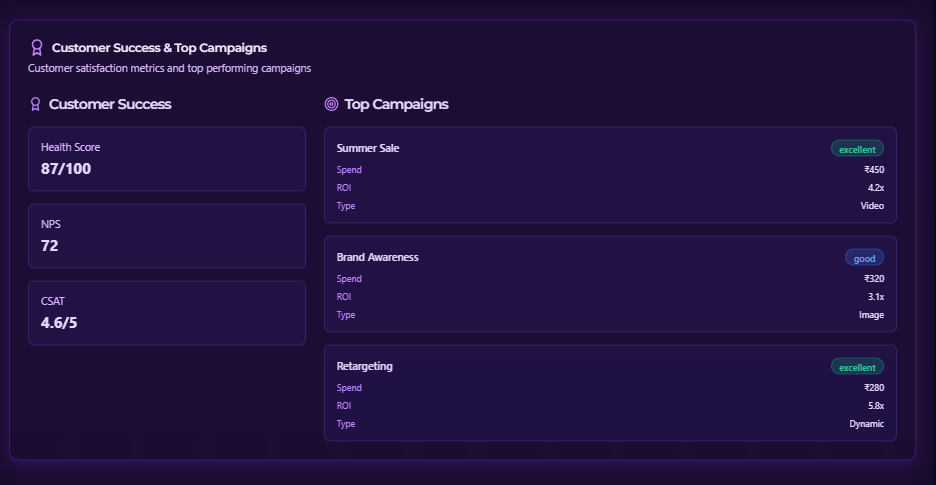 Customer Success & Top Campaigns
Customer satisfaction metrics and top performing campaigns
Customer Success
Health Score
87/100
NPS
72
CSAT
4.6/5
Top Campaigns
Summer Sale excellent
Spend ₹450
ROI 4.2x
Type Video
Brand Awareness good
Spend ₹320
ROI 3.1x
Type Image
Retargeting excellent
Spend ₹280
ROI 5.8x
Type Dynamic